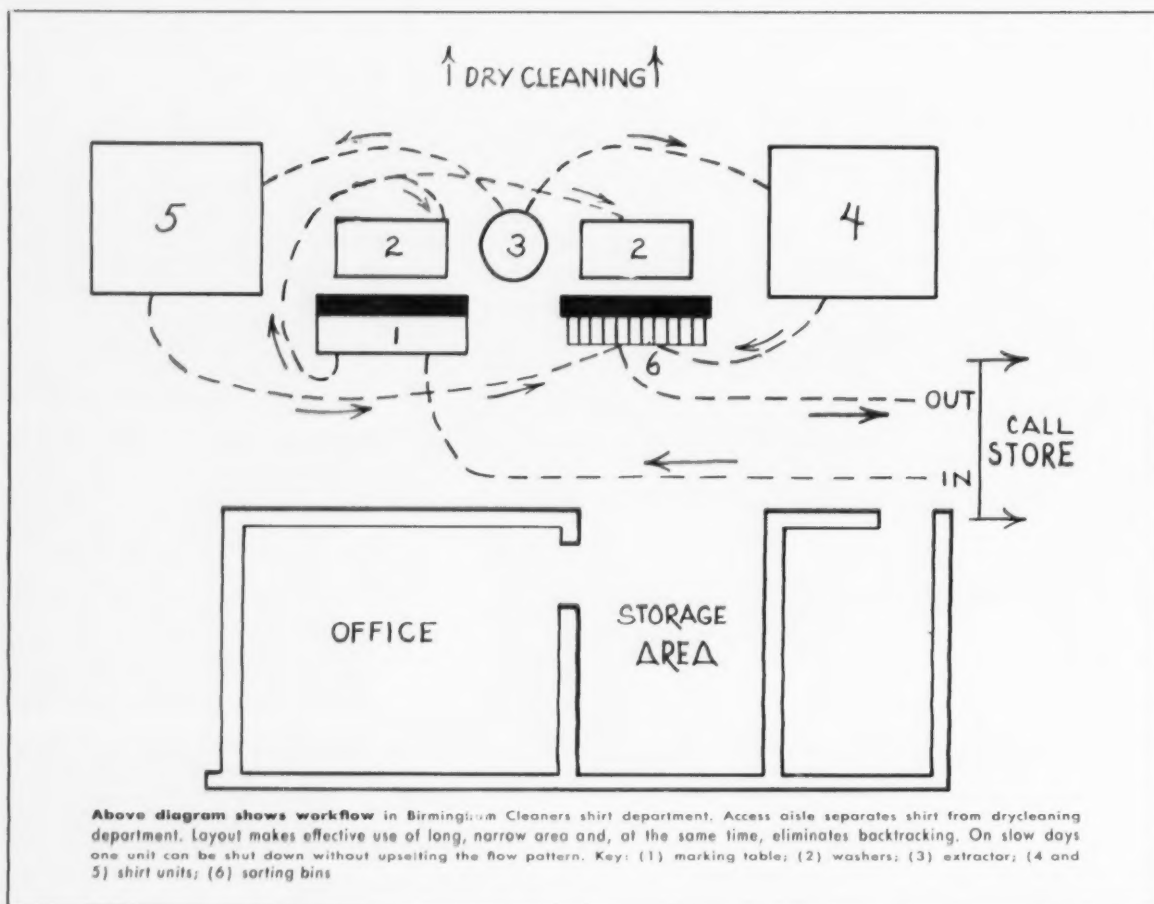 ↑ DRY CLEANING ↑
5
2
3
2
4
1
6
OUT
CALL
STORE
IN
OFFICE
STORAGE
AREA
Above diagram shows workflow in Birmingham Cleaners shirt department. Access aisle separates shirt from drycleaning
department. Layout makes effective use of long, narrow area and, at the same time, eliminates backtracking. On slow days
one unit can be shut down without upsetting the flow pattern. Key: (1) marking table; (2) washers; (3) extractor; (4 and
5) shirt units; (6) sorting bins